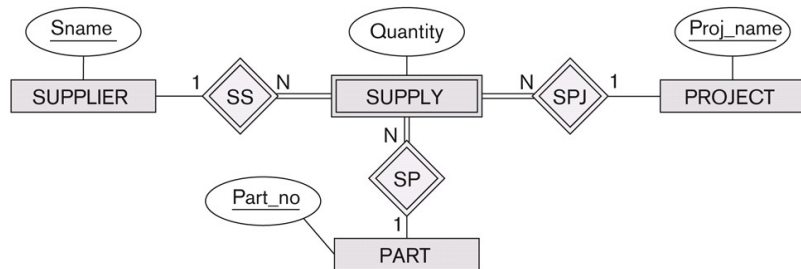 Sname
Quantity
Proj_name
SUPPLIER
1
SS
N
SUPPLY
N
SPJ
1
PROJECT
N
SP
Part_no
1
PART